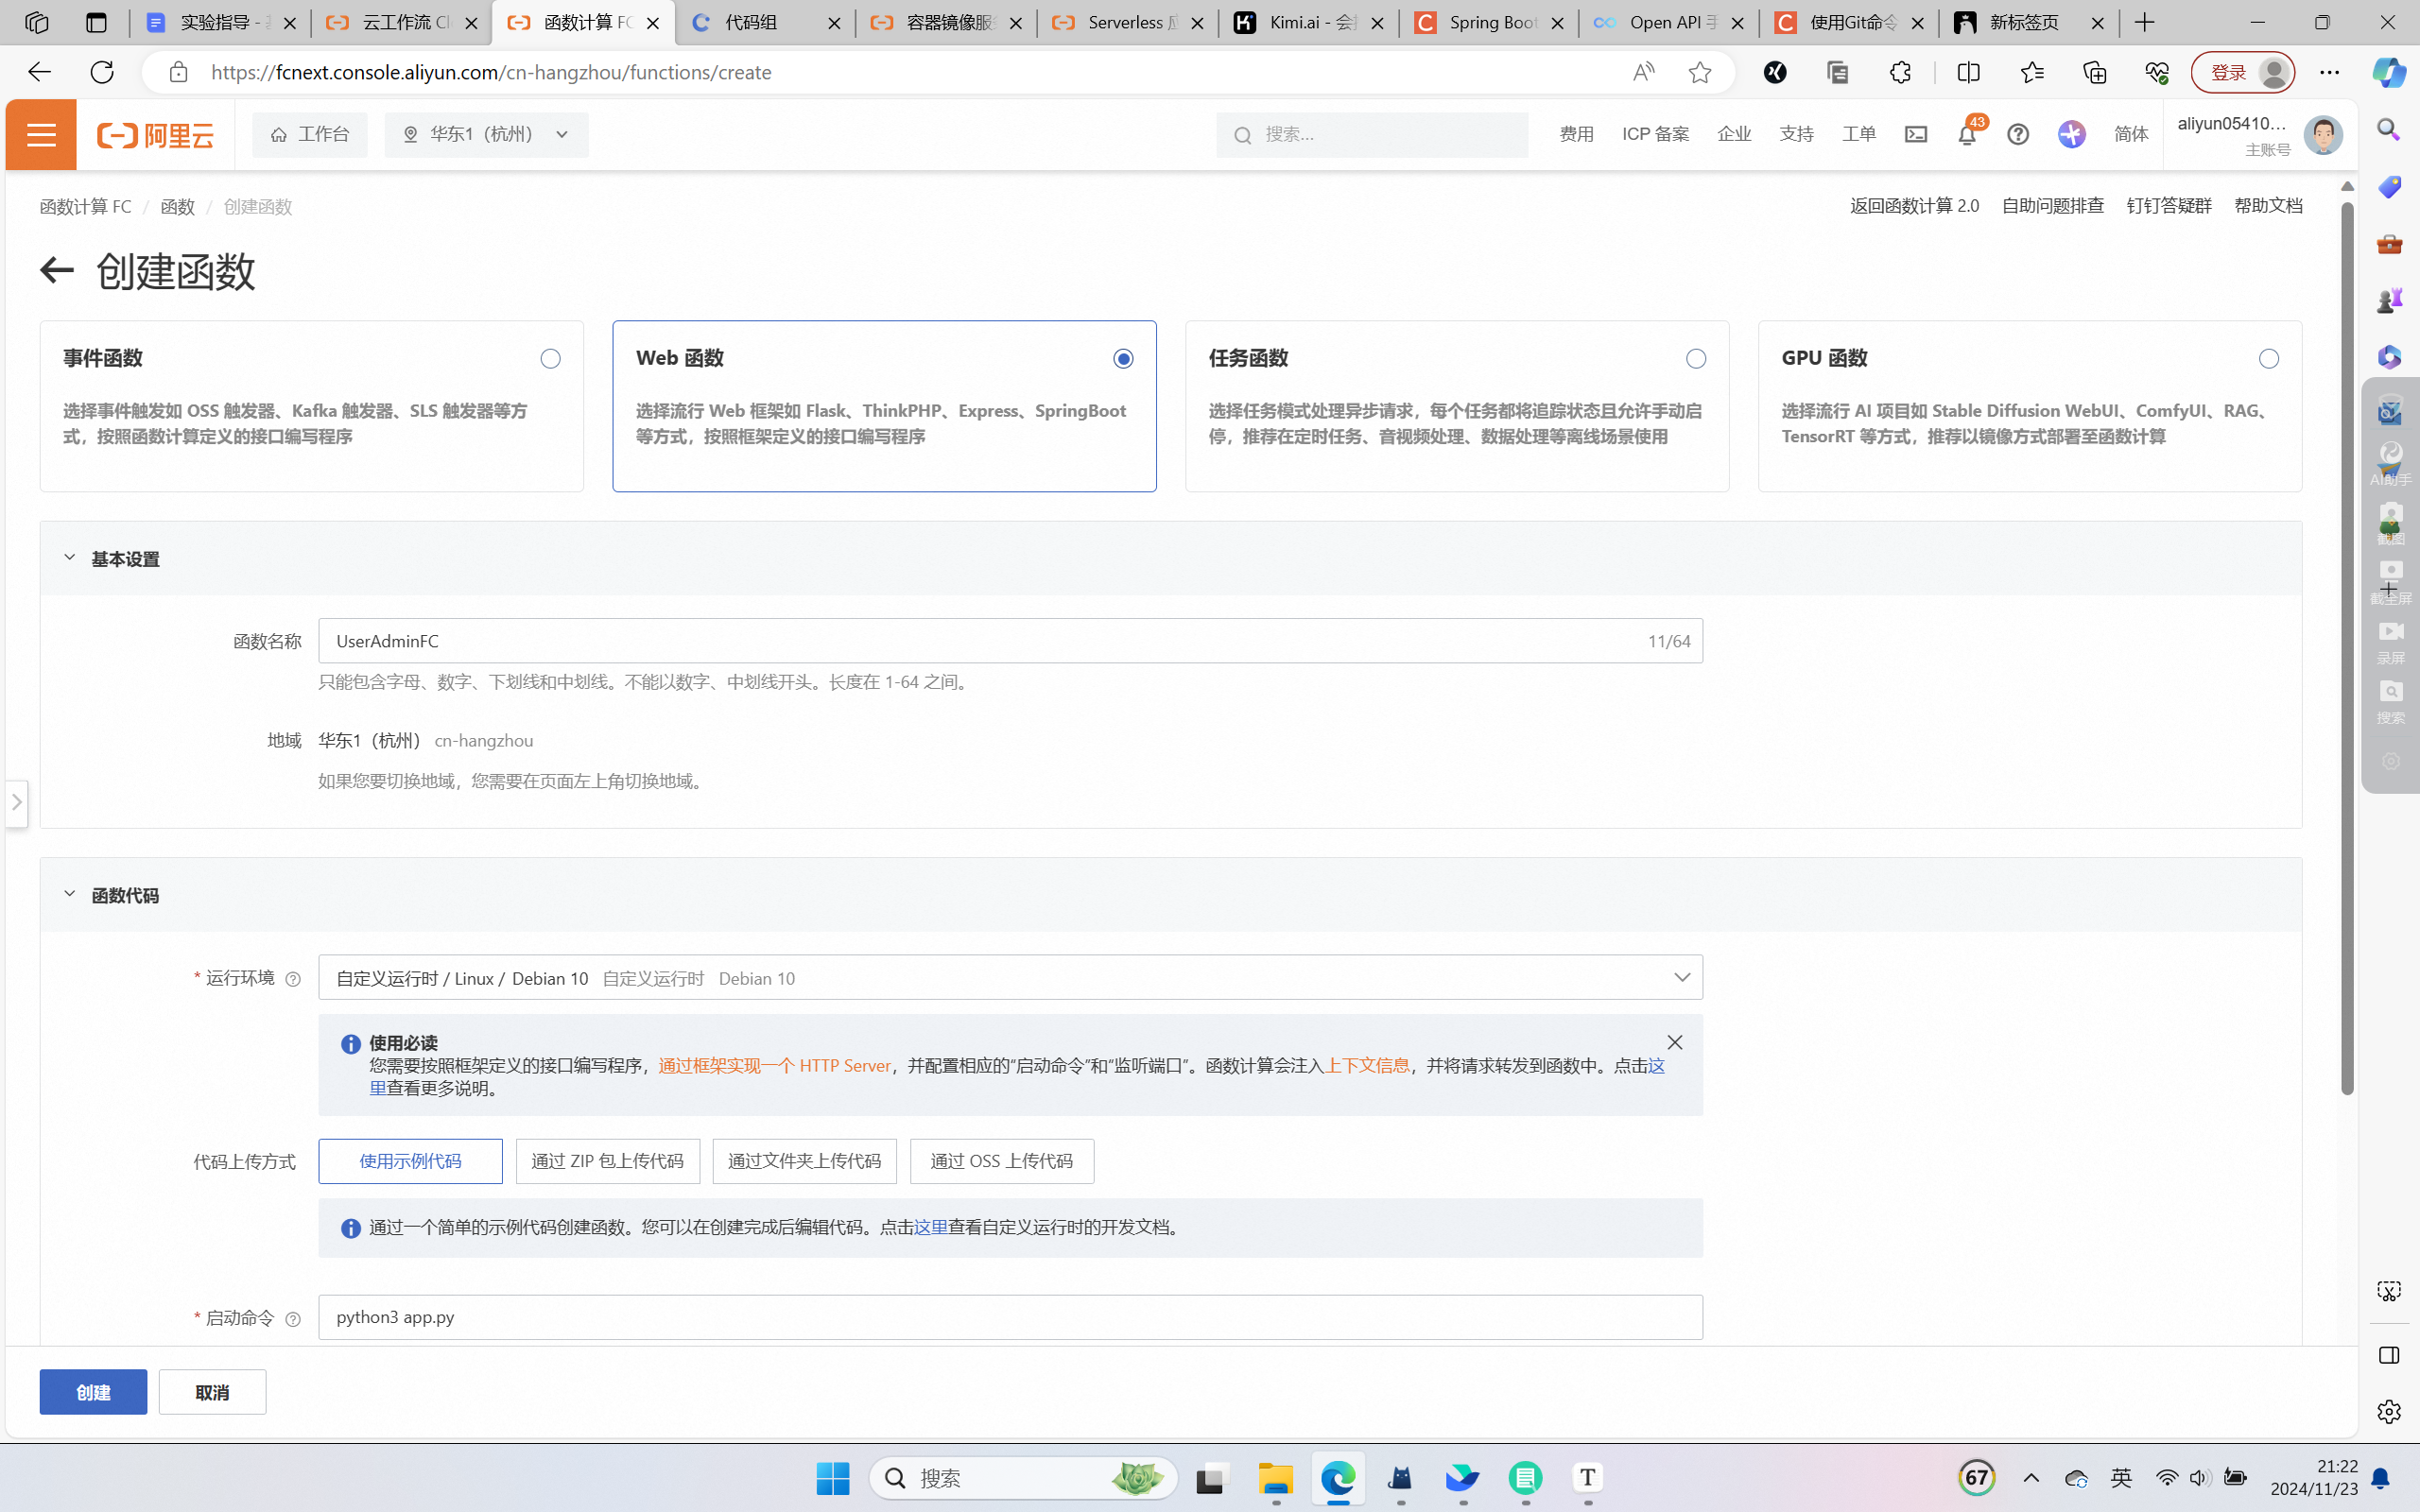 实验指导 - 基
云工作流 Cl
函数计算 FC
代码组
容器镜像服务
Serverless 应
Kimi.ai - 会推
Spring Boot
Open API 手
使用Git命令
新标签页
https://fcnext.console.aliyun.com/cn-hangzhou/functions/create
登录
阿里云
工作台
华东1（杭州）
搜索...
费用
ICP 备案
企业
支持
工单
43
简体
aliyun05410...
主账号
函数计算 FC / 函数 / 创建函数
返回函数计算 2.0
自助问题排查
钉钉答疑群
帮助文档
创建函数
事件函数
选择事件触发如 OSS 触发器、Kafka 触发器、SLS 触发器等方
式，按照函数计算定义的接口编写程序
Web 函数
选择流行 Web 框架如 Flask、ThinkPHP、Express、SpringBoot
等方式，按照框架定义的接口编写程序
任务函数
选择任务模式处理异步请求，每个任务都将追踪状态且允许手动启
停，推荐在定时任务、音视频处理、数据处理等离线场景使用
GPU 函数
选择流行 AI 项目如 Stable Diffusion WebUI、ComfyUI、RAG、
TensorRT 等方式，推荐以镜像方式部署至函数计算
AI助手
截图
截全屏
录屏
搜索
基本设置
函数名称
UserAdminFC
11/64
只能包含字母、数字、下划线和中划线。不能以数字、中划线开头。长度在 1-64 之间。
地域
华东1（杭州） cn-hangzhou
如果您要切换地域，您需要在页面左上角切换地域。
函数代码
* 运行环境
自定义运行时 / Linux / Debian 10 自定义运行时 Debian 10
使用必读
您需要按照框架定义的接口编写程序，通过框架实现一个 HTTP Server，并配置相应的“启动命令”和“监听端口”。函数计算会注入上下文信息，并将请求转发到函数中。点击这
里查看更多说明。
代码上传方式
使用示例代码
通过 ZIP 包上传代码
通过文件夹上传代码
通过 OSS 上传代码
通过一个简单的示例代码创建函数。您可以在创建完成后编辑代码。点击这里查看自定义运行时的开发文档。
* 启动命令
python3 app.py
创建
取消
搜索
T
67
英
21:22
2024/11/23